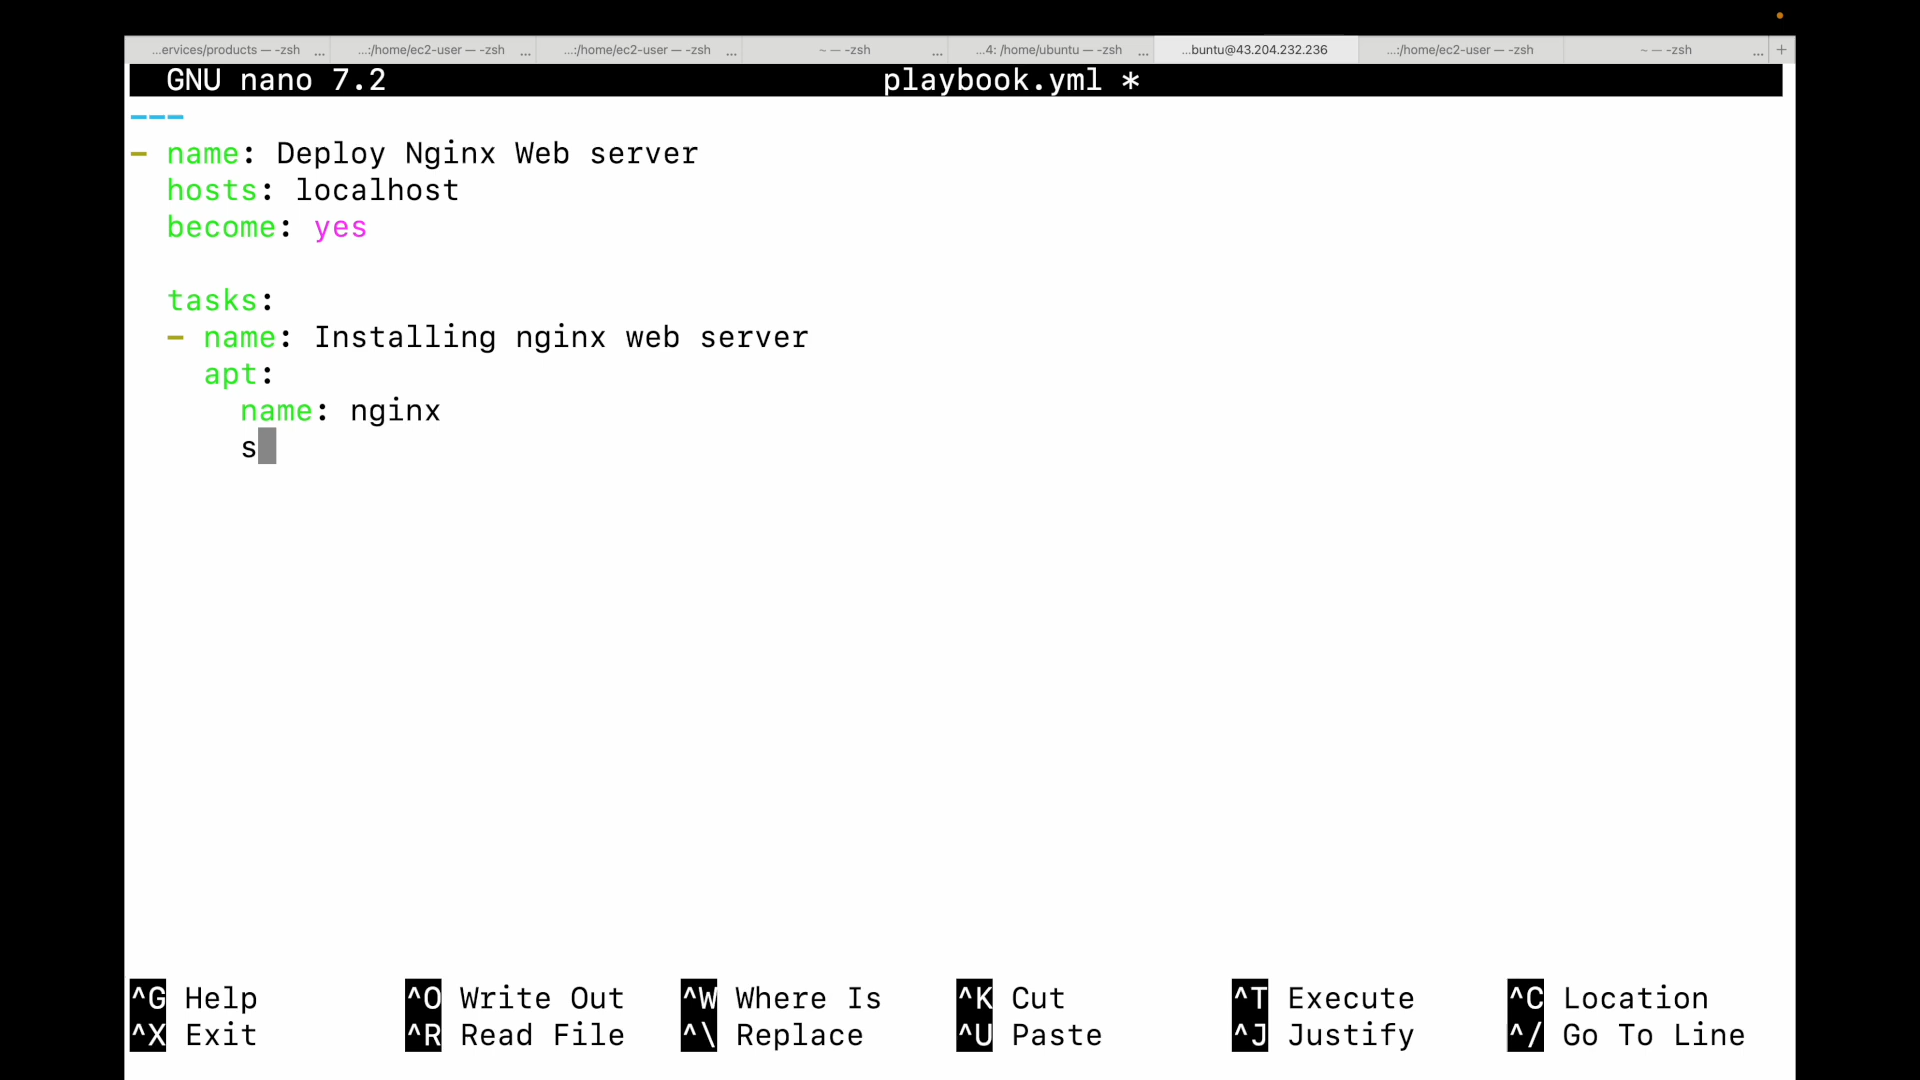 ...ervices/products — -zsh ... ...:/home/ec2-user — -zsh ... ...:/home/ec2-user — -zsh ... ~ — -zsh ... ...4: /home/ubuntu — -zsh ... ...buntu@43.204.232.236 ...:/home/ec2-user — -zsh ~ — -zsh ... +
GNU nano 7.2 playbook.yml *
---
- name: Deploy Nginx Web server
  hosts: localhost
  become: yes
  tasks:
  - name: Installing nginx web server
    apt:
      name: nginx
      s
^G Help ^O Write Out ^W Where Is ^K Cut ^T Execute ^C Location
^X Exit ^R Read File ^\ Replace ^U Paste ^J Justify ^/ Go To Line